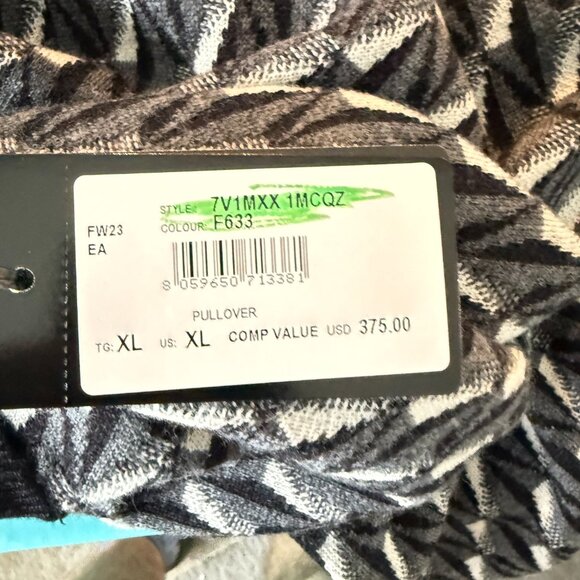 STYLE: 7V1MXX 1MCQZ
FW23 COLOUR: F633
EA
8 059650 713381
PULLOVER
TG: XL US: XL COMP VALUE USD 375.00